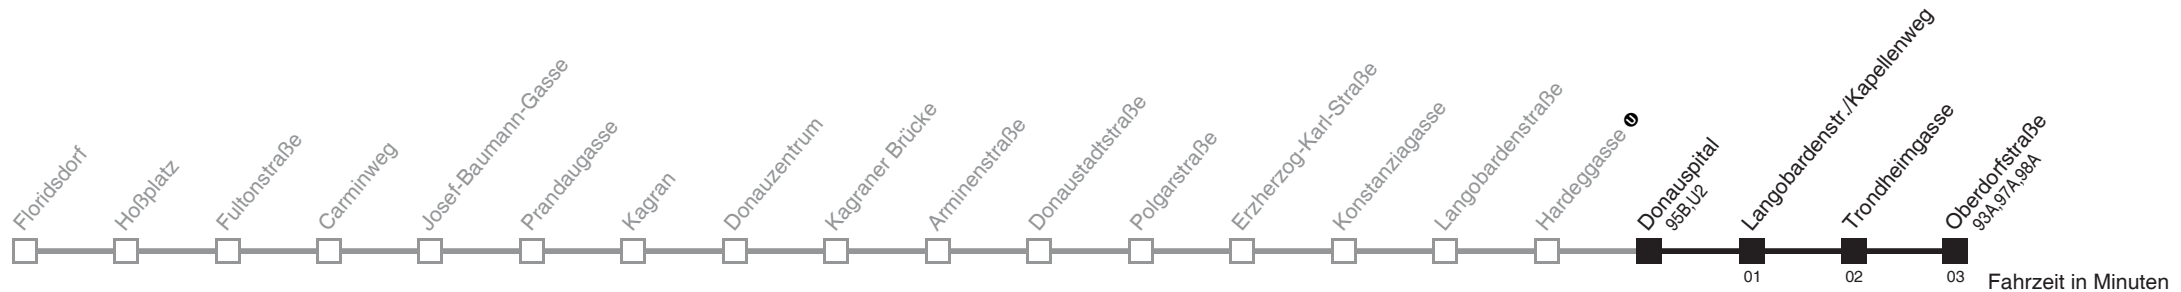 Floridsdorf
Hoßplatz
Fultonstraße
Carminweg
Josef-Baumann-Gasse
Prandaugasse
Kagran
Donauzentrum
Kagraner Brücke
Arminenstraße
Donaustadtstraße
Polgarstraße
Erzherzog-Karl-Straße
Konstanziagasse
Langobardenstraße
Hardeggasse U
Donauspital
95B,U2
Langobardenstr./Kapellenweg
Trondheimgasse
Oberdorfstraße
93A,97A,98A
01
02
03
Fahrzeit in Minuten